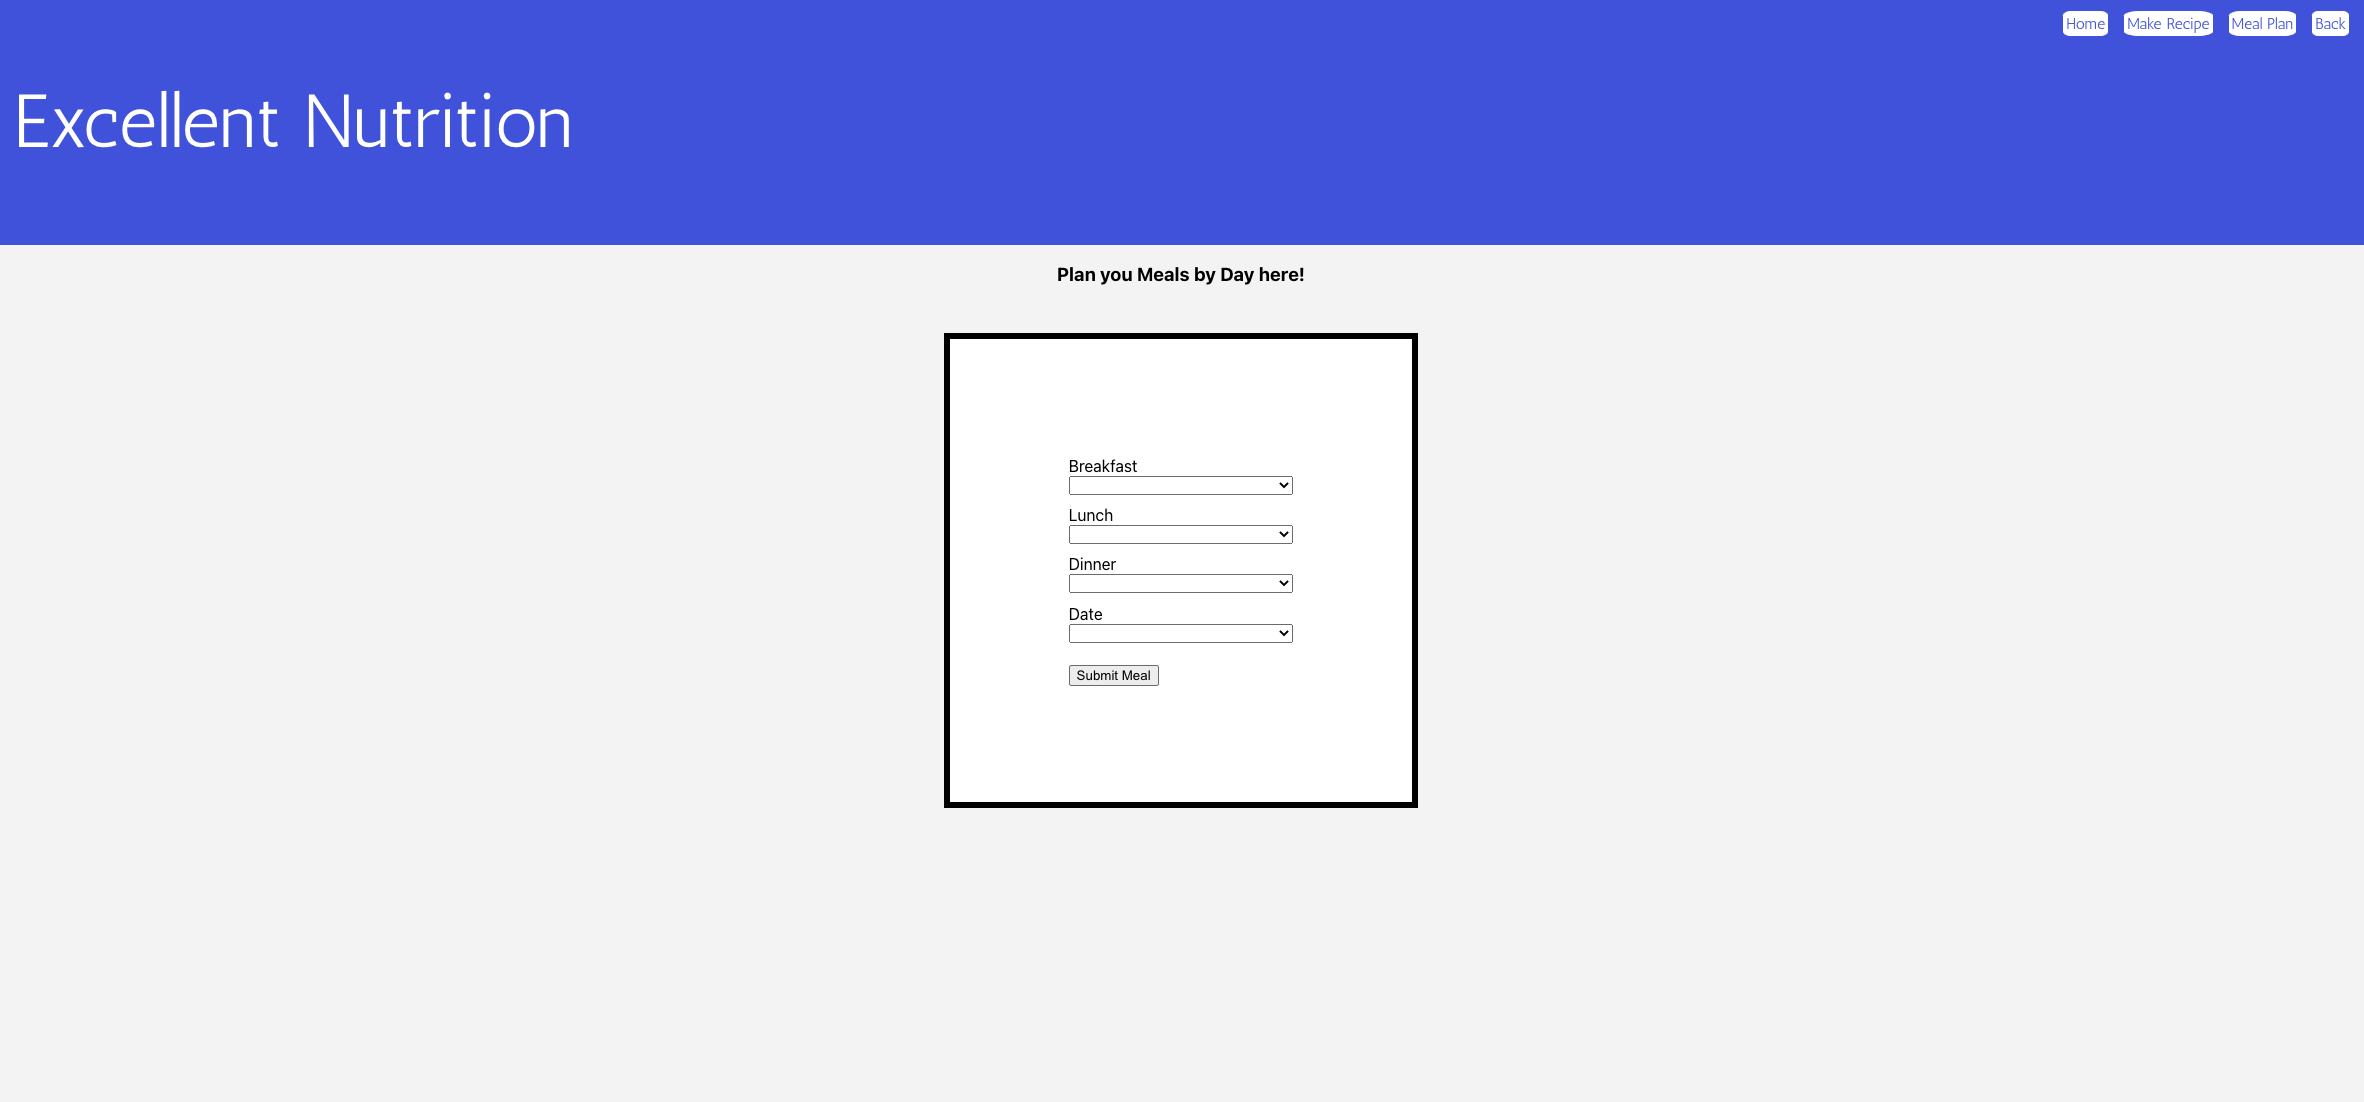 Home Make Recipe Meal Plan Back
Excellent Nutrition
Plan you Meals by Day here!
Breakfast
Lunch
Dinner
Date
Submit Meal